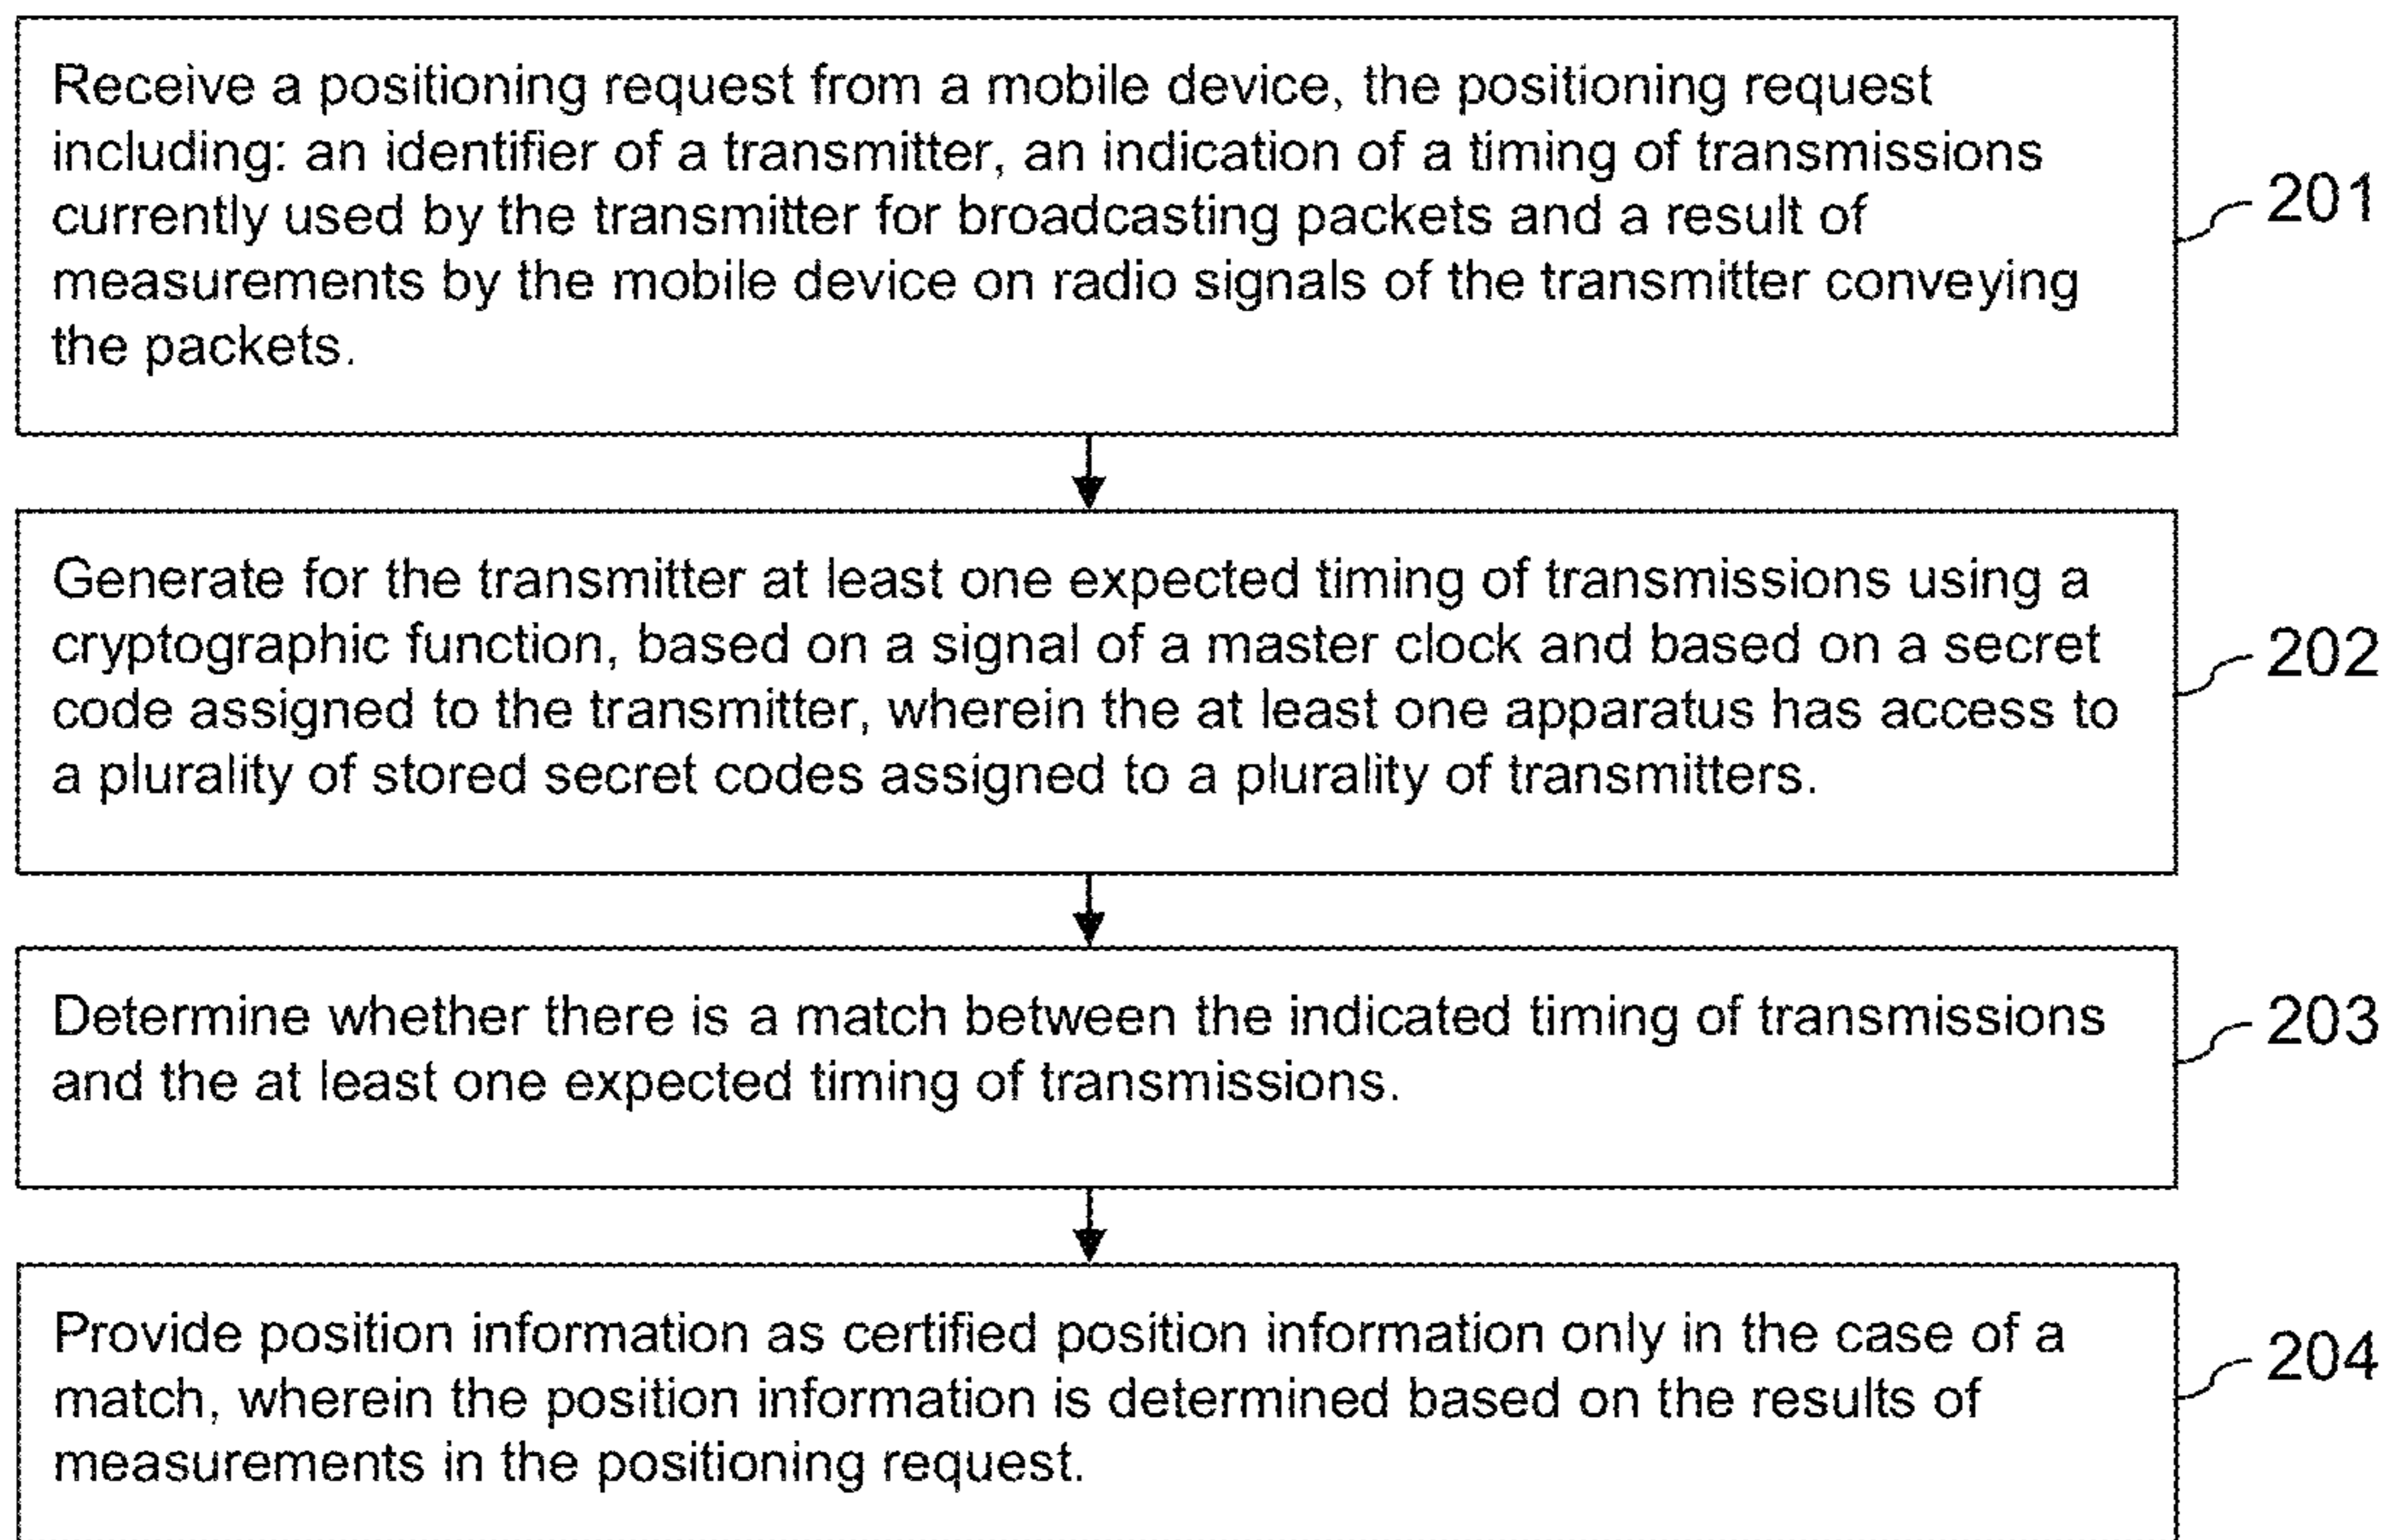 Receive a positioning request from a mobile device, the positioning request
including: an identifier of a transmitter, an indication of a timing of transmissions
currently used by the transmitter for broadcasting packets and a result of
measurements by the mobile device on radio signals of the transmitter conveying
the packets.
201
Generate for the transmitter at least one expected timing of transmissions using a
cryptographic function, based on a signal of a master clock and based on a secret
code assigned to the transmitter, wherein the at least one apparatus has access to
a plurality of stored secret codes assigned to a plurality of transmitters.
202
Determine whether there is a match between the indicated timing of transmissions
and the at least one expected timing of transmissions.
203
Provide position information as certified position information only in the case of a
match, wherein the position information is determined based on the results of
measurements in the positioning request.
204